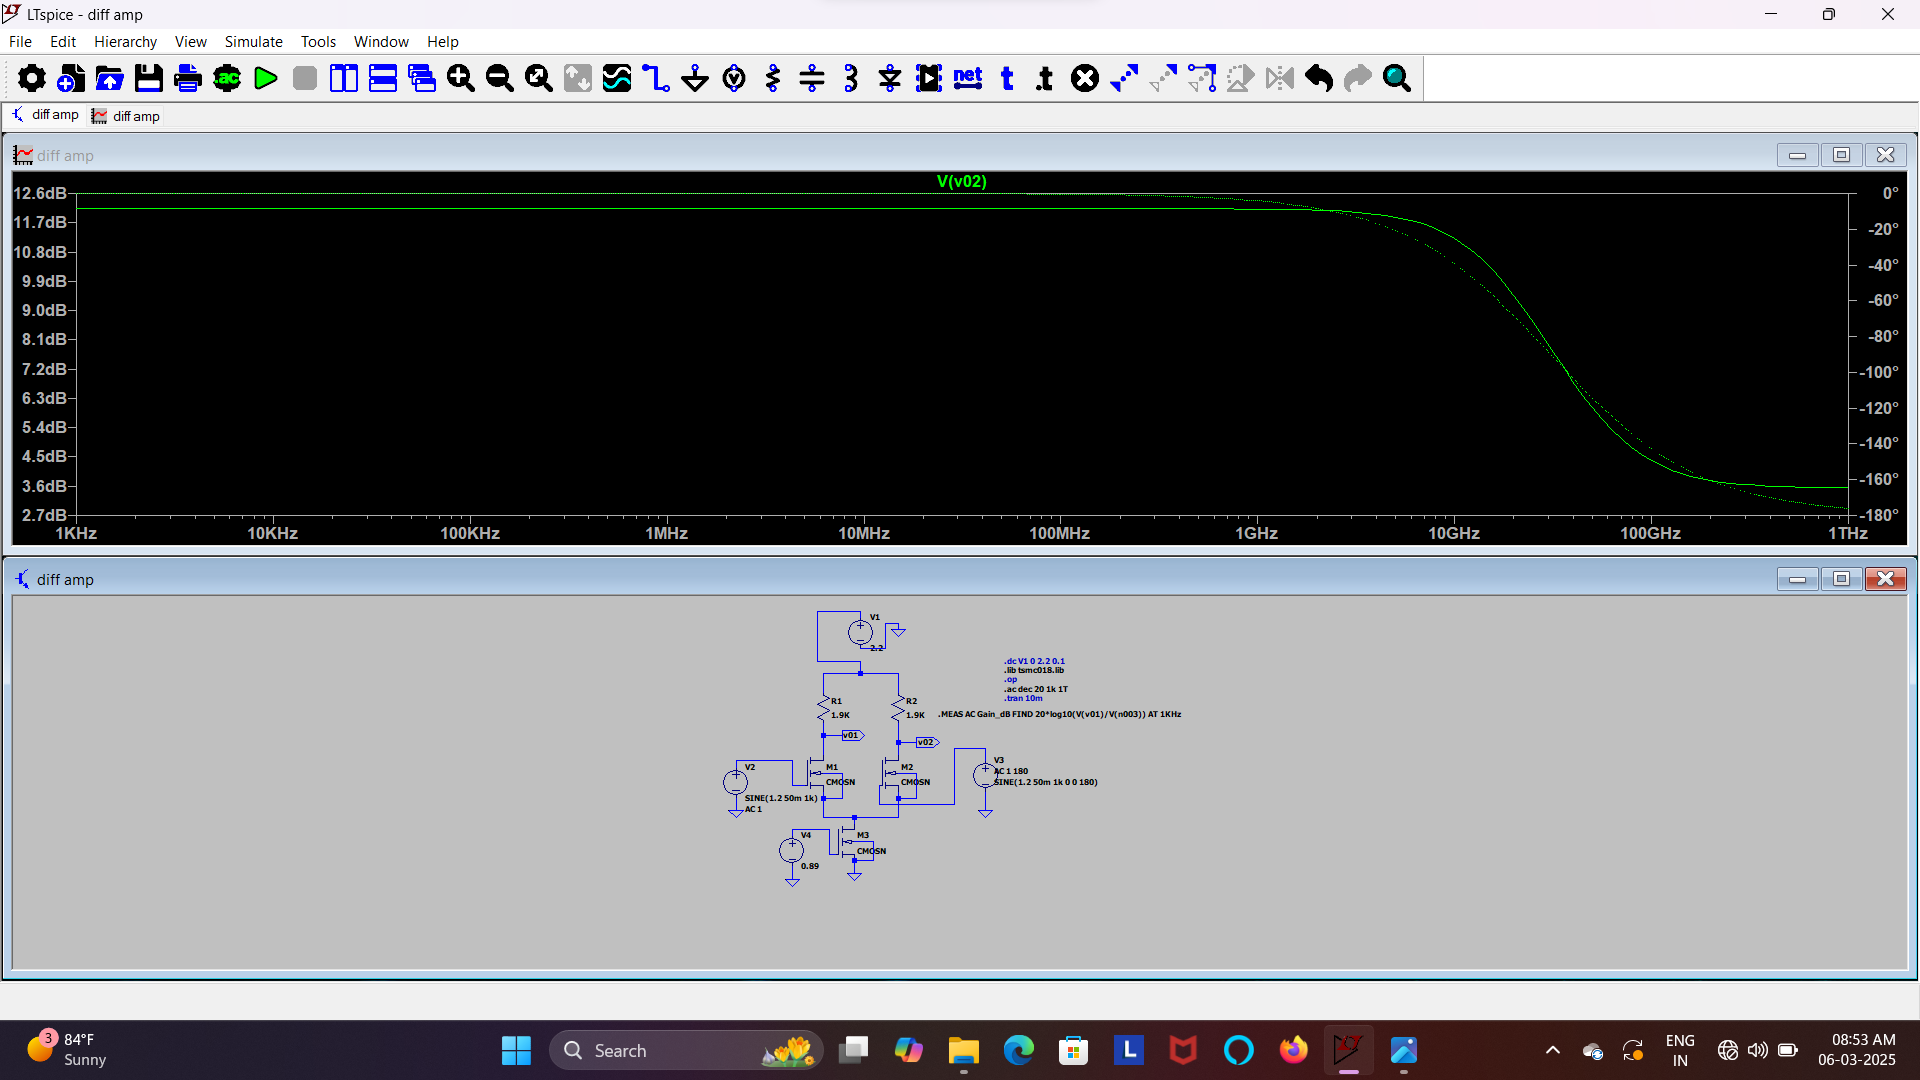 LTspice - diff amp
File Edit Hierarchy View Simulate Tools Window Help
.ac
net
t
.t
diff amp
diff amp
diff amp
V(v02)
12.6dB
11.7dB
10.8dB
9.9dB
9.0dB
8.1dB
7.2dB
6.3dB
5.4dB
4.5dB
3.6dB
2.7dB
0°
-20°
-40°
-60°
-80°
-100°
-120°
-140°
-160°
-180°
1KHz 10KHz 100KHz 1MHz 10MHz 100MHz 1GHz 10GHz 100GHz 1THz
diff amp
V1
2.2
.dc V1 0 2.2 0.1
.lib tsmc018.lib
.op
.ac dec 20 1k 1T
.tran 10m
R1
1.9K
R2
1.9K
.MEAS AC Gain_dB FIND 20*log10(V(v01)/V(n003)) AT 1KHz
v01
v02
V2
SINE(1.2 50m 1k)
AC 1
M1
CMOSN
M2
CMOSN
V3
AC 1 180
SINE(1.2 50m 1k 0 0 180)
V4
0.89
M3
CMOSN
3
84°F
Sunny
Search
L
ENG
IN
08:53 AM
06-03-2025